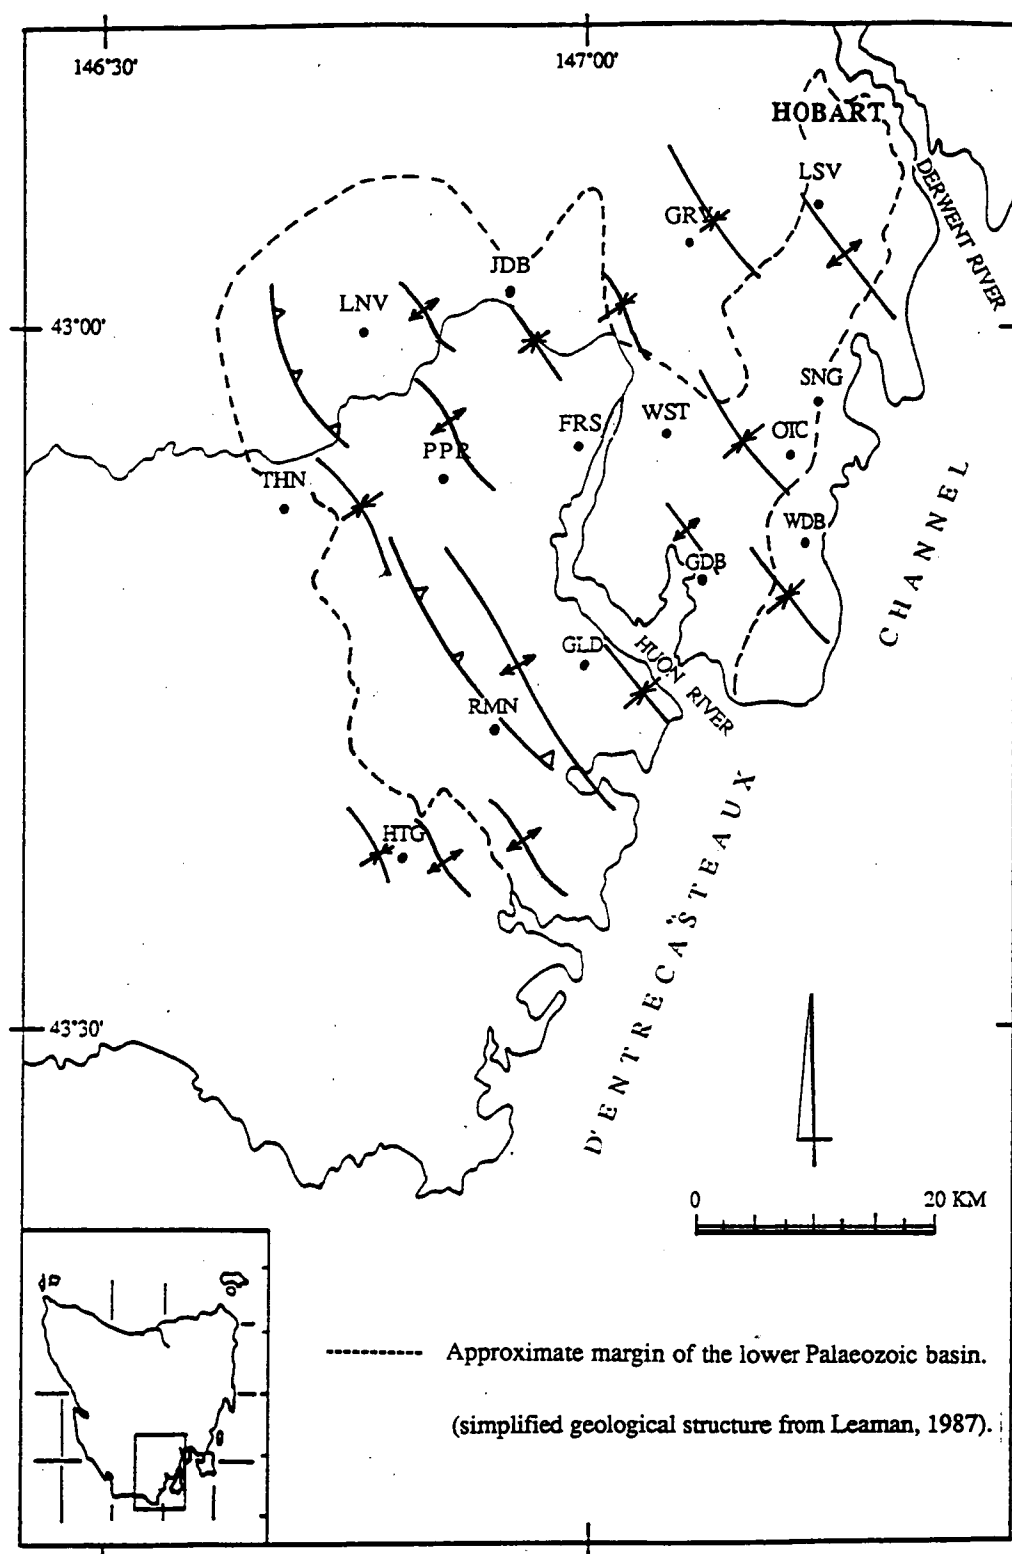 146°30'
147°00'
HOBART
LSV
DERWENT RIVER
GRV
JDB
LNV
43°00'
SNG
WST
FRS
OTC
PPR
THN
WDB
GDB
CHANNEL
GLD
HUON RIVER
RMN
HTG
D'ENTRECASTEAUX
43°30'
0 20 KM
Approximate margin of the lower Palaeozoic basin.
(simplified geological structure from Leaman, 1987).